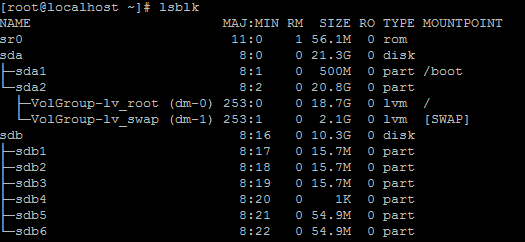 [root@localhost ~]# lsblk
NAME                        MAJ:MIN RM  SIZE RO TYPE MOUNTPOINT
sr0                          11:0    1 56.1M  0 rom
sda                           8:0    0 21.3G  0 disk
├─sda1                        8:1    0  500M  0 part /boot
└─sda2                        8:2    0 20.8G  0 part
  ├─VolGroup-lv_root (dm-0) 253:0    0 18.7G  0 lvm  /
  └─VolGroup-lv_swap (dm-1) 253:1    0  2.1G  0 lvm  [SWAP]
sdb                           8:16   0 10.3G  0 disk
├─sdb1                        8:17   0 15.7M  0 part
├─sdb2                        8:18   0 15.7M  0 part
├─sdb3                        8:19   0 15.7M  0 part
├─sdb4                        8:20   0    1K  0 part
├─sdb5                        8:21   0 54.9M  0 part
└─sdb6                        8:22   0 54.9M  0 part